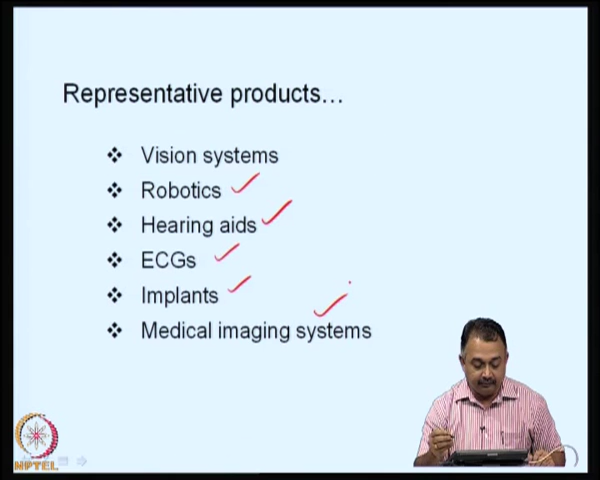 Representative products...
Vision systems
Robotics
Hearing aids
ECGs
Implants
Medical imaging systems
NPTEL